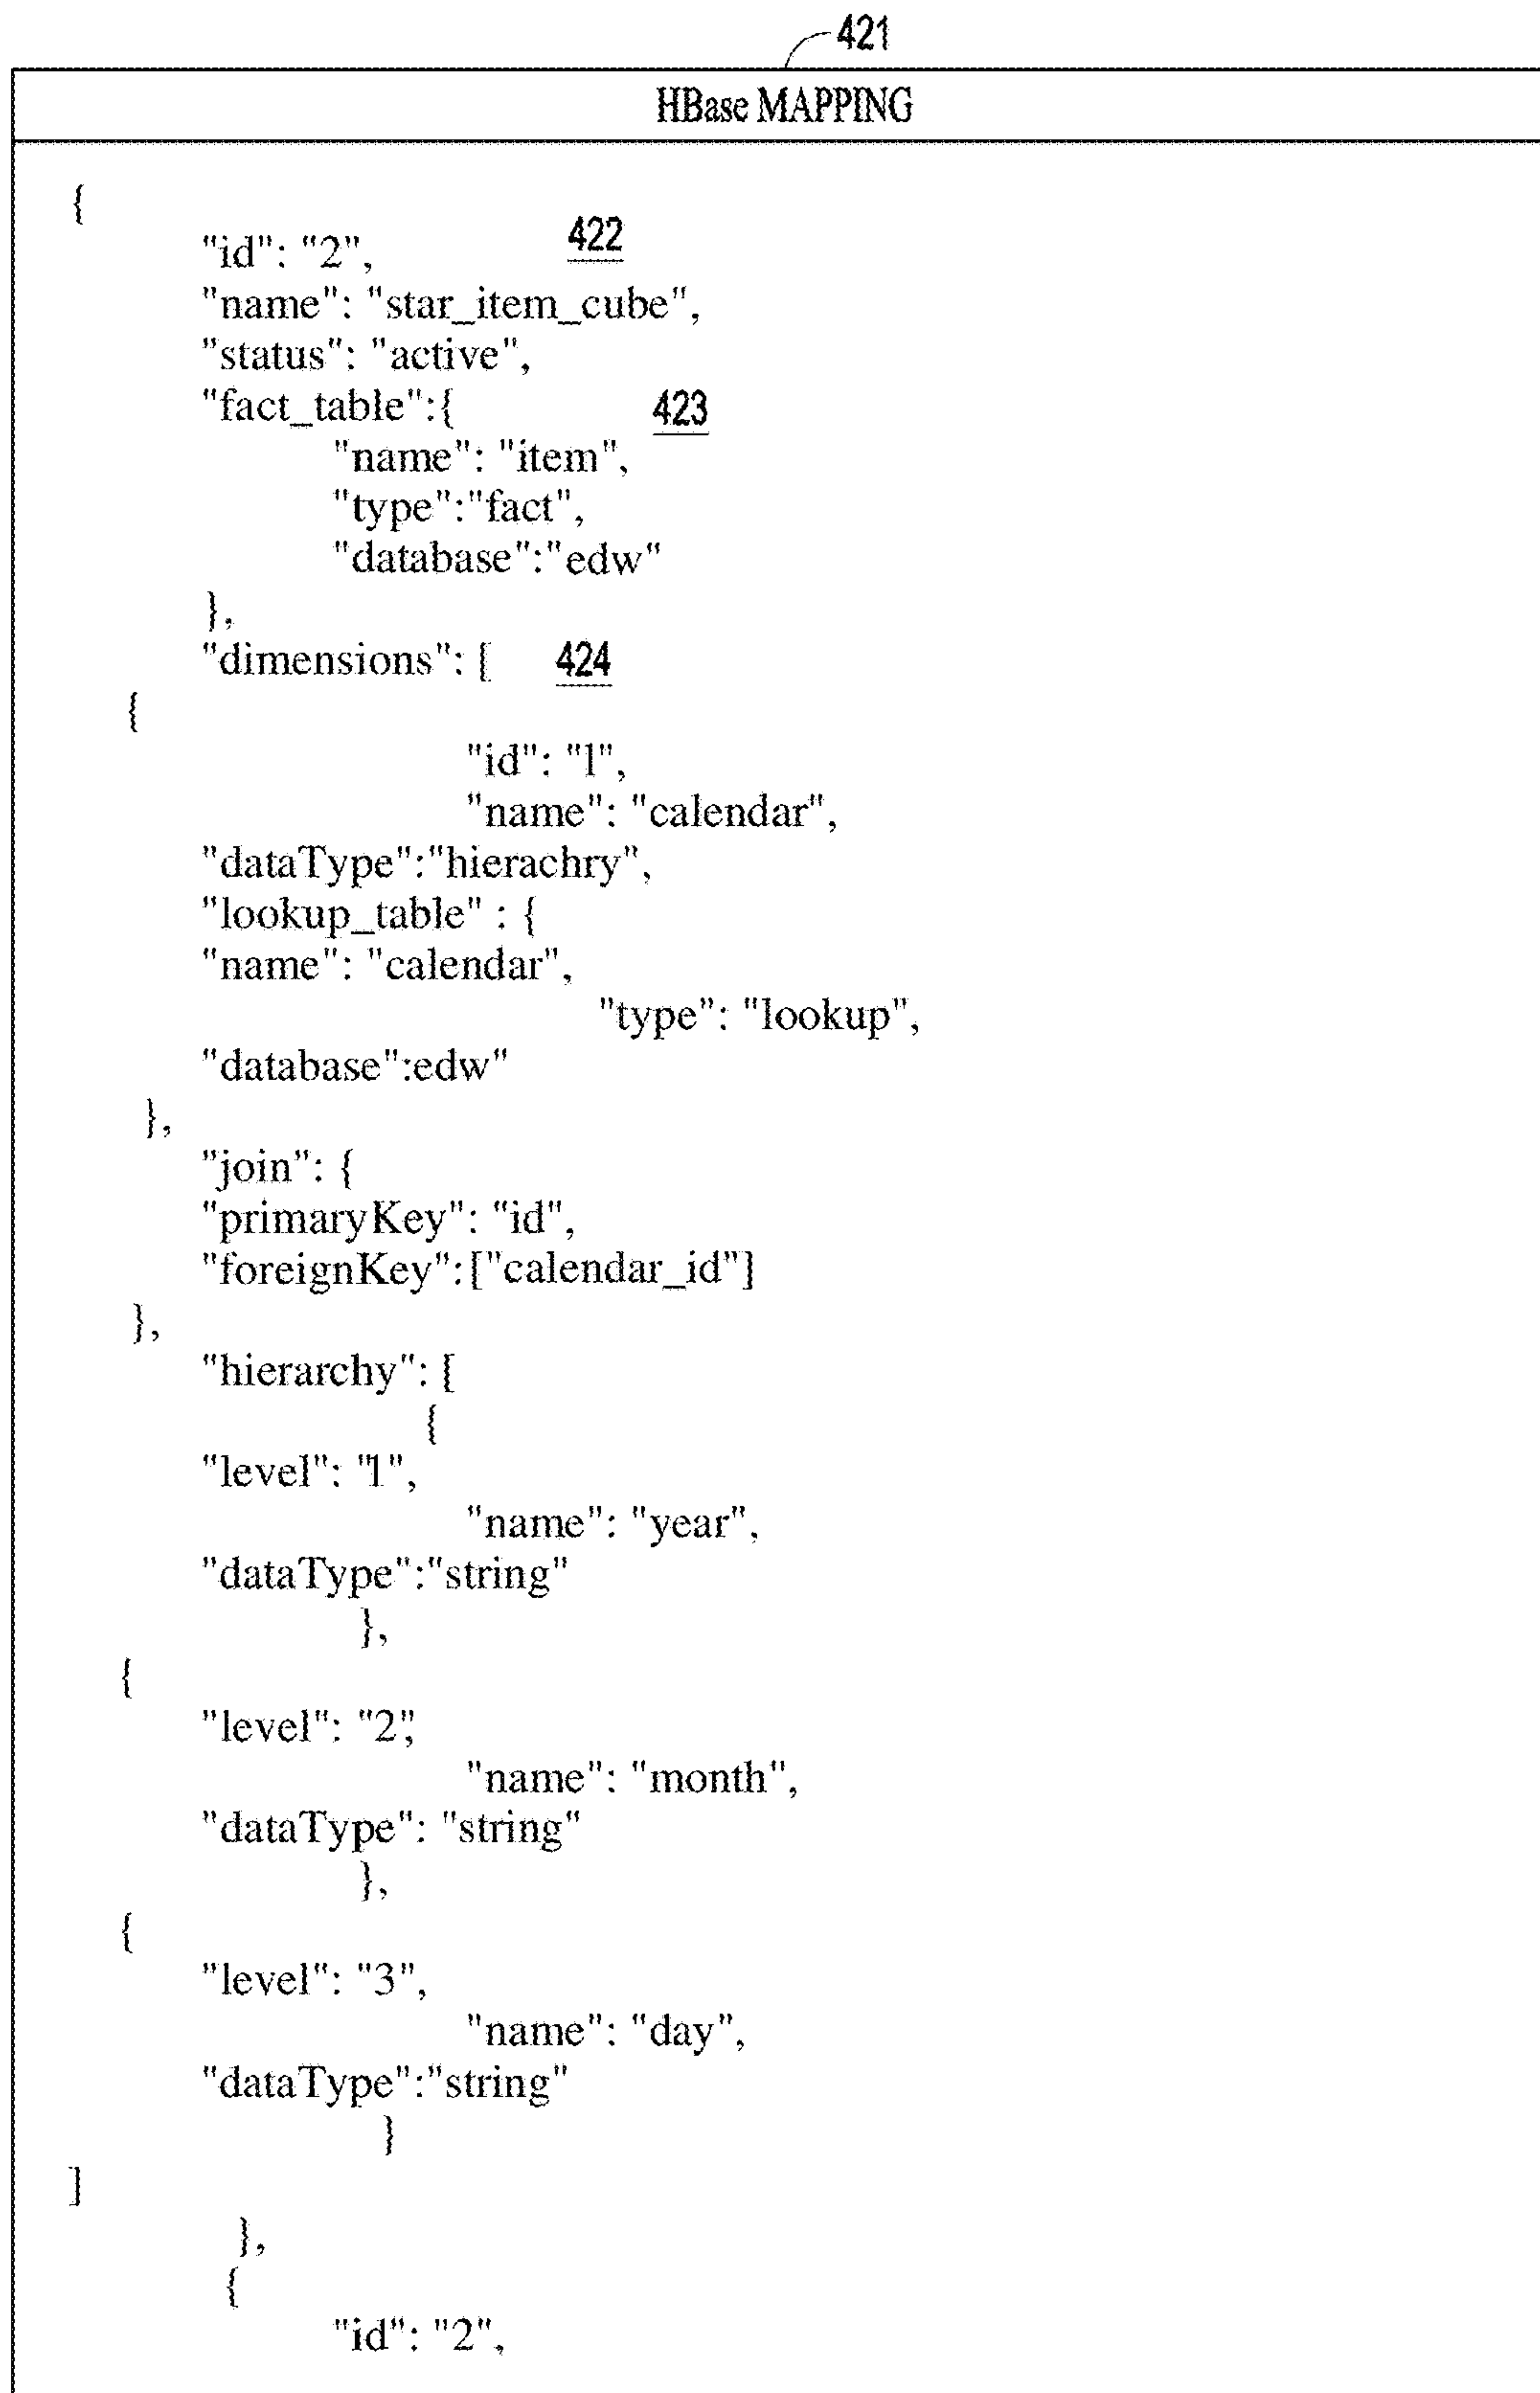 421
HBase MAPPING
{
"id": "2", 422
"name": "star_item_cube",
"status": "active",
"fact_table":{ 423
"name": "item",
"type":"fact",
"database":"edw"
},
"dimensions": [ 424
{
"id": "1",
"name": "calendar",
"dataType":"hierachry",
"lookup_table" : {
"name": "calendar",
"type": "lookup",
"database":edw"
},
"join": {
"primaryKey": "id",
"foreignKey":["calendar_id"]
},
"hierarchy": [
{
"level": "1",
"name": "year",
"dataType":"string"
},
{
"level": "2",
"name": "month",
"dataType": "string"
},
{
"level": "3",
"name": "day",
"dataType":"string"
}
]
},
{
"id": "2",